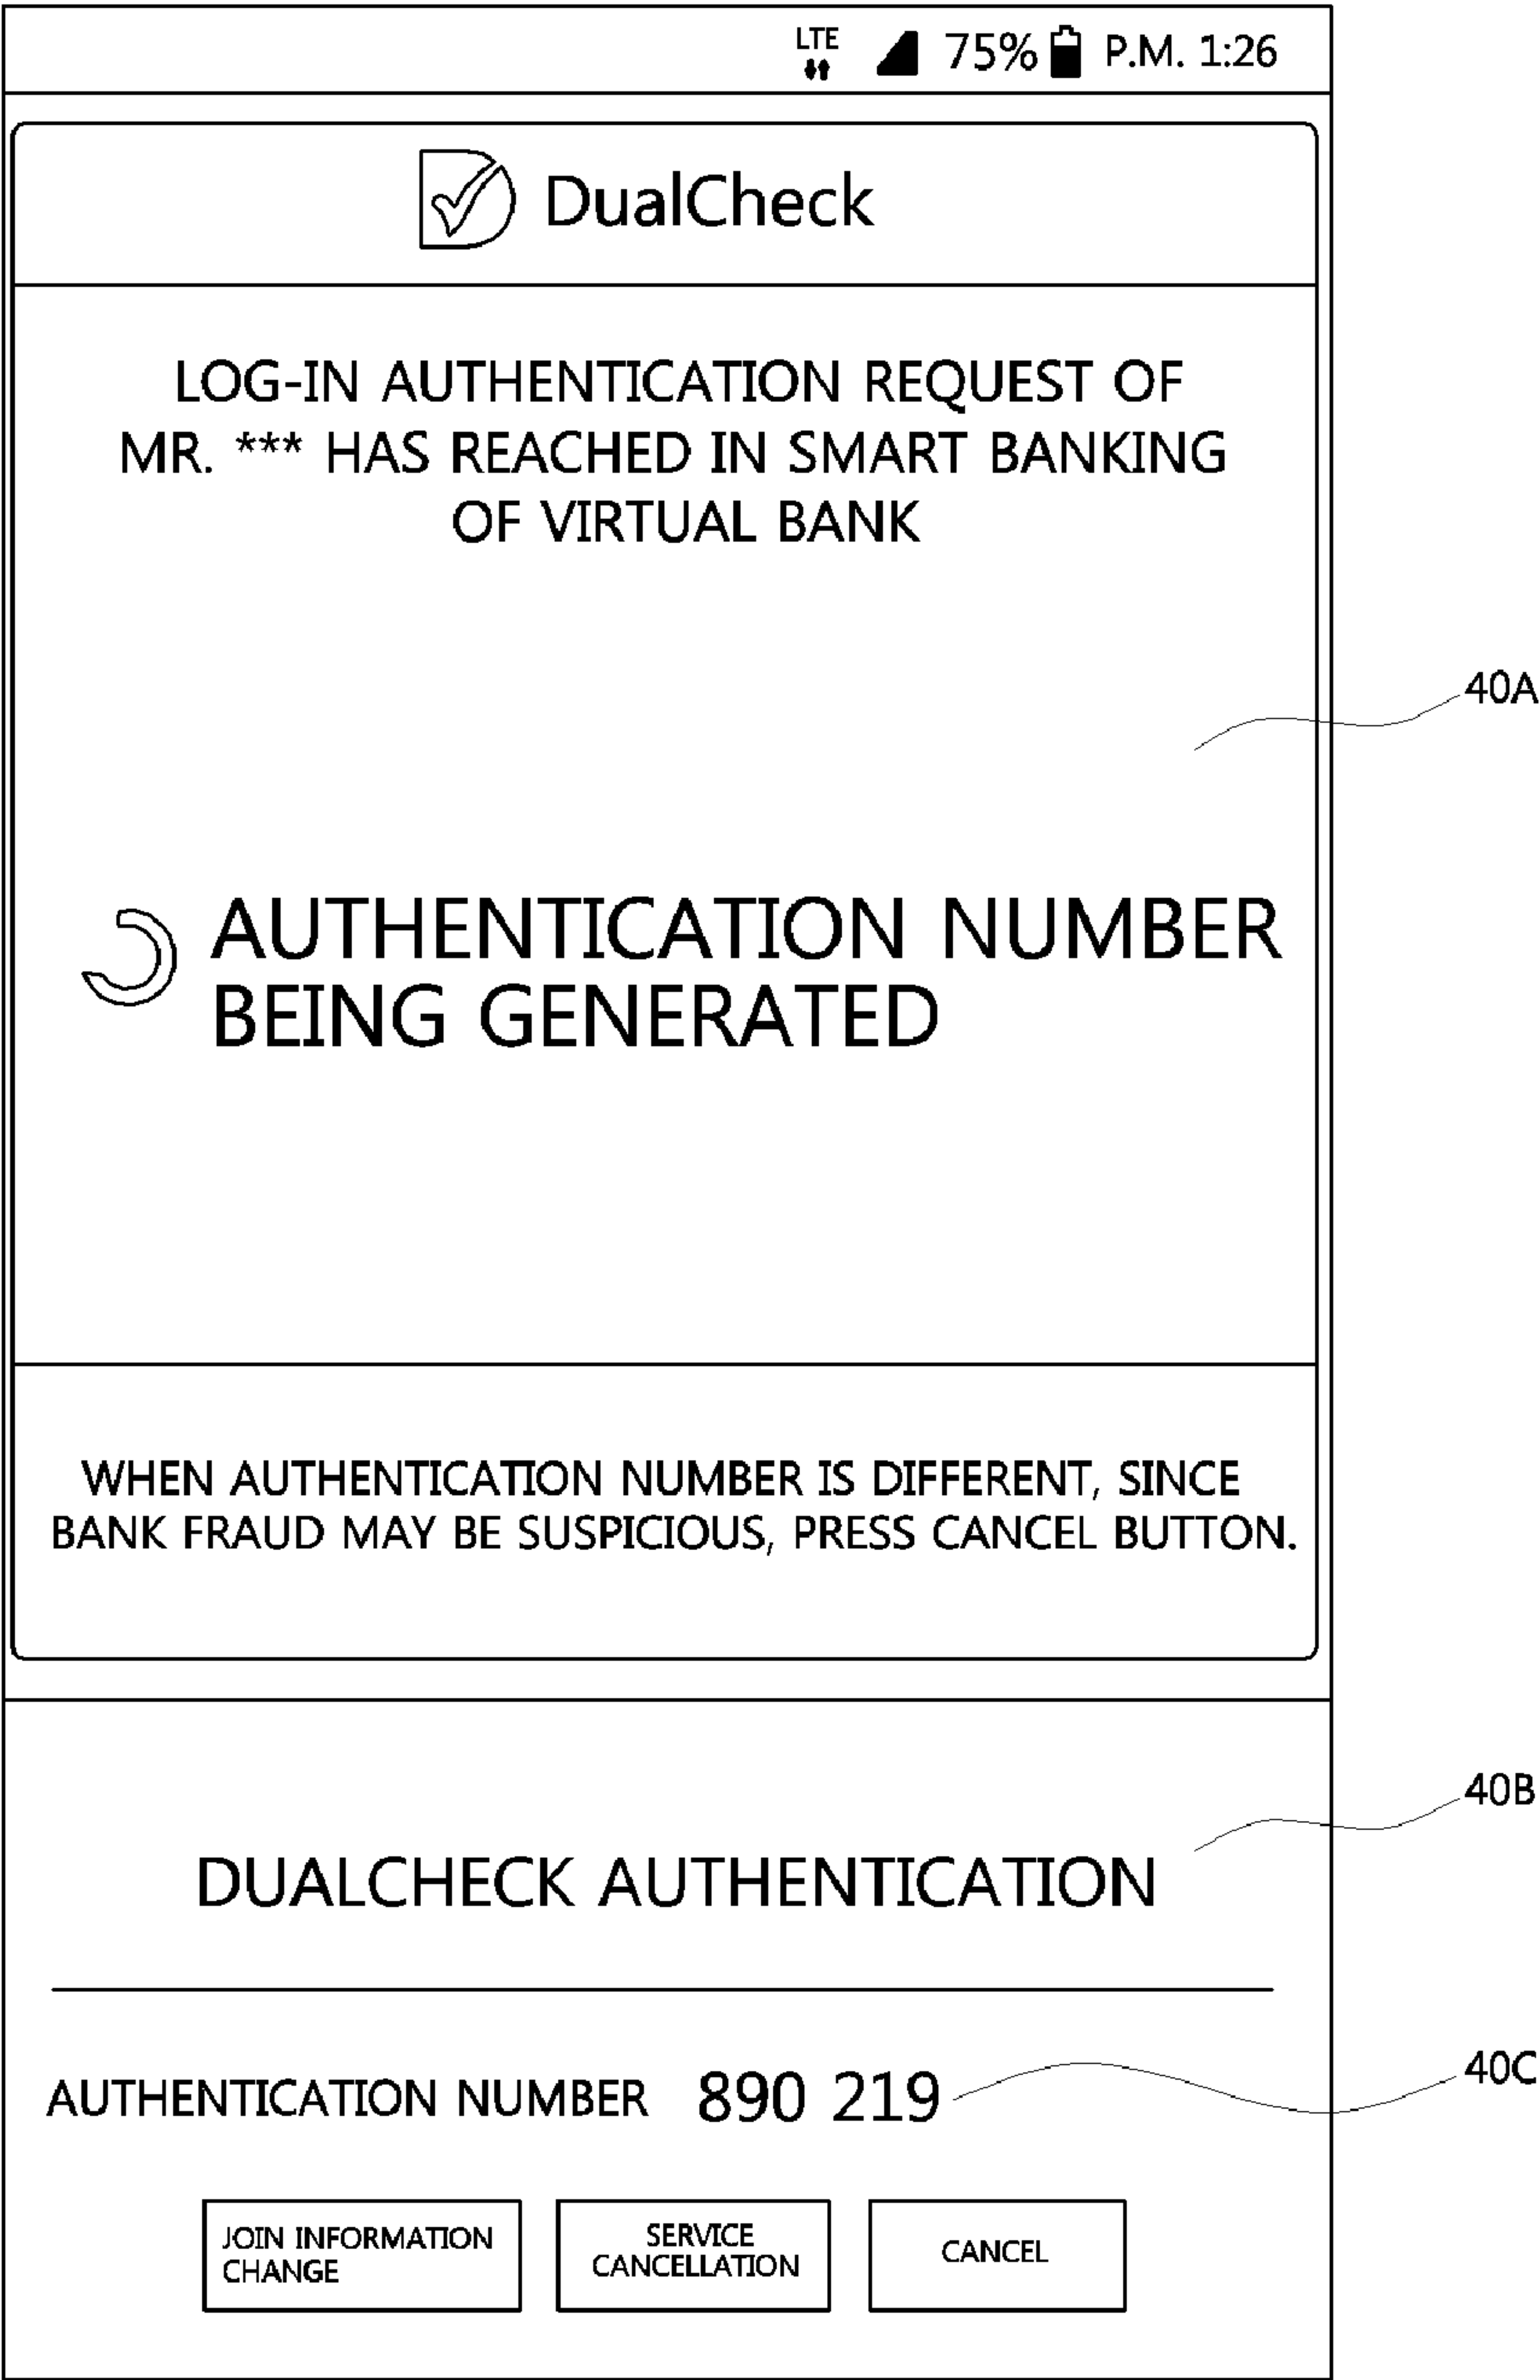 LTE 75% P.M. 1:26
DualCheck
LOG-IN AUTHENTICATION REQUEST OF
MR. *** HAS REACHED IN SMART BANKING
OF VIRTUAL BANK
40A
AUTHENTICATION NUMBER
BEING GENERATED
WHEN AUTHENTICATION NUMBER IS DIFFERENT, SINCE
BANK FRAUD MAY BE SUSPICIOUS, PRESS CANCEL BUTTON.
40B
DUALCHECK AUTHENTICATION
40C
AUTHENTICATION NUMBER 890 219
JOIN INFORMATION
CHANGE
SERVICE
CANCELLATION
CANCEL